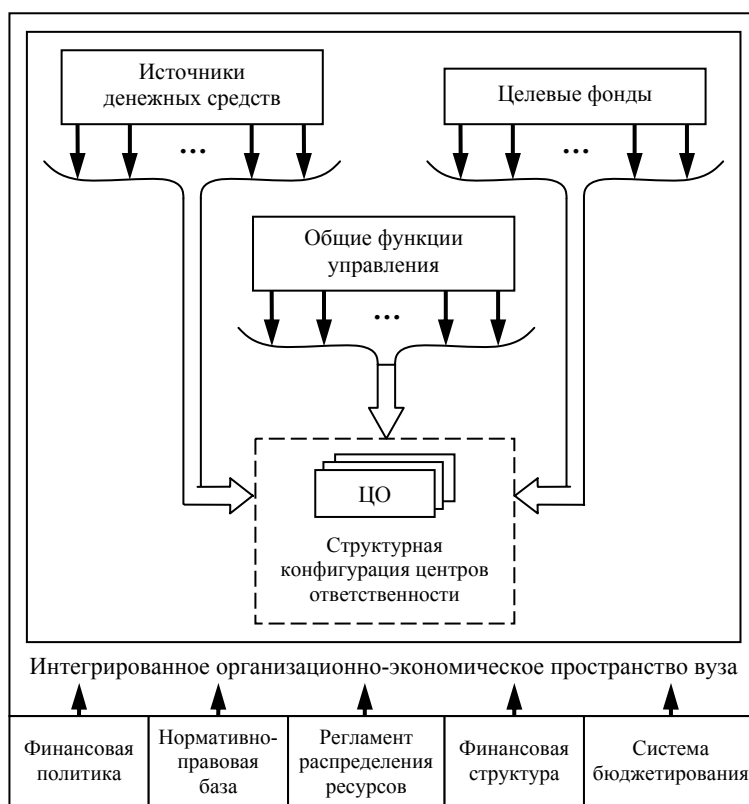 Источники
денежных средств
Целевые фонды
...
...
Общие функции
управления
...
ЦО
Структурная
конфигурация центров
ответственности
Интегрированное организационно-экономическое пространство вуза
Финансовая
политика
Нормативно-
правовая
база
Регламент
распределения
ресурсов
Финансовая
структура
Система
бюджетирования